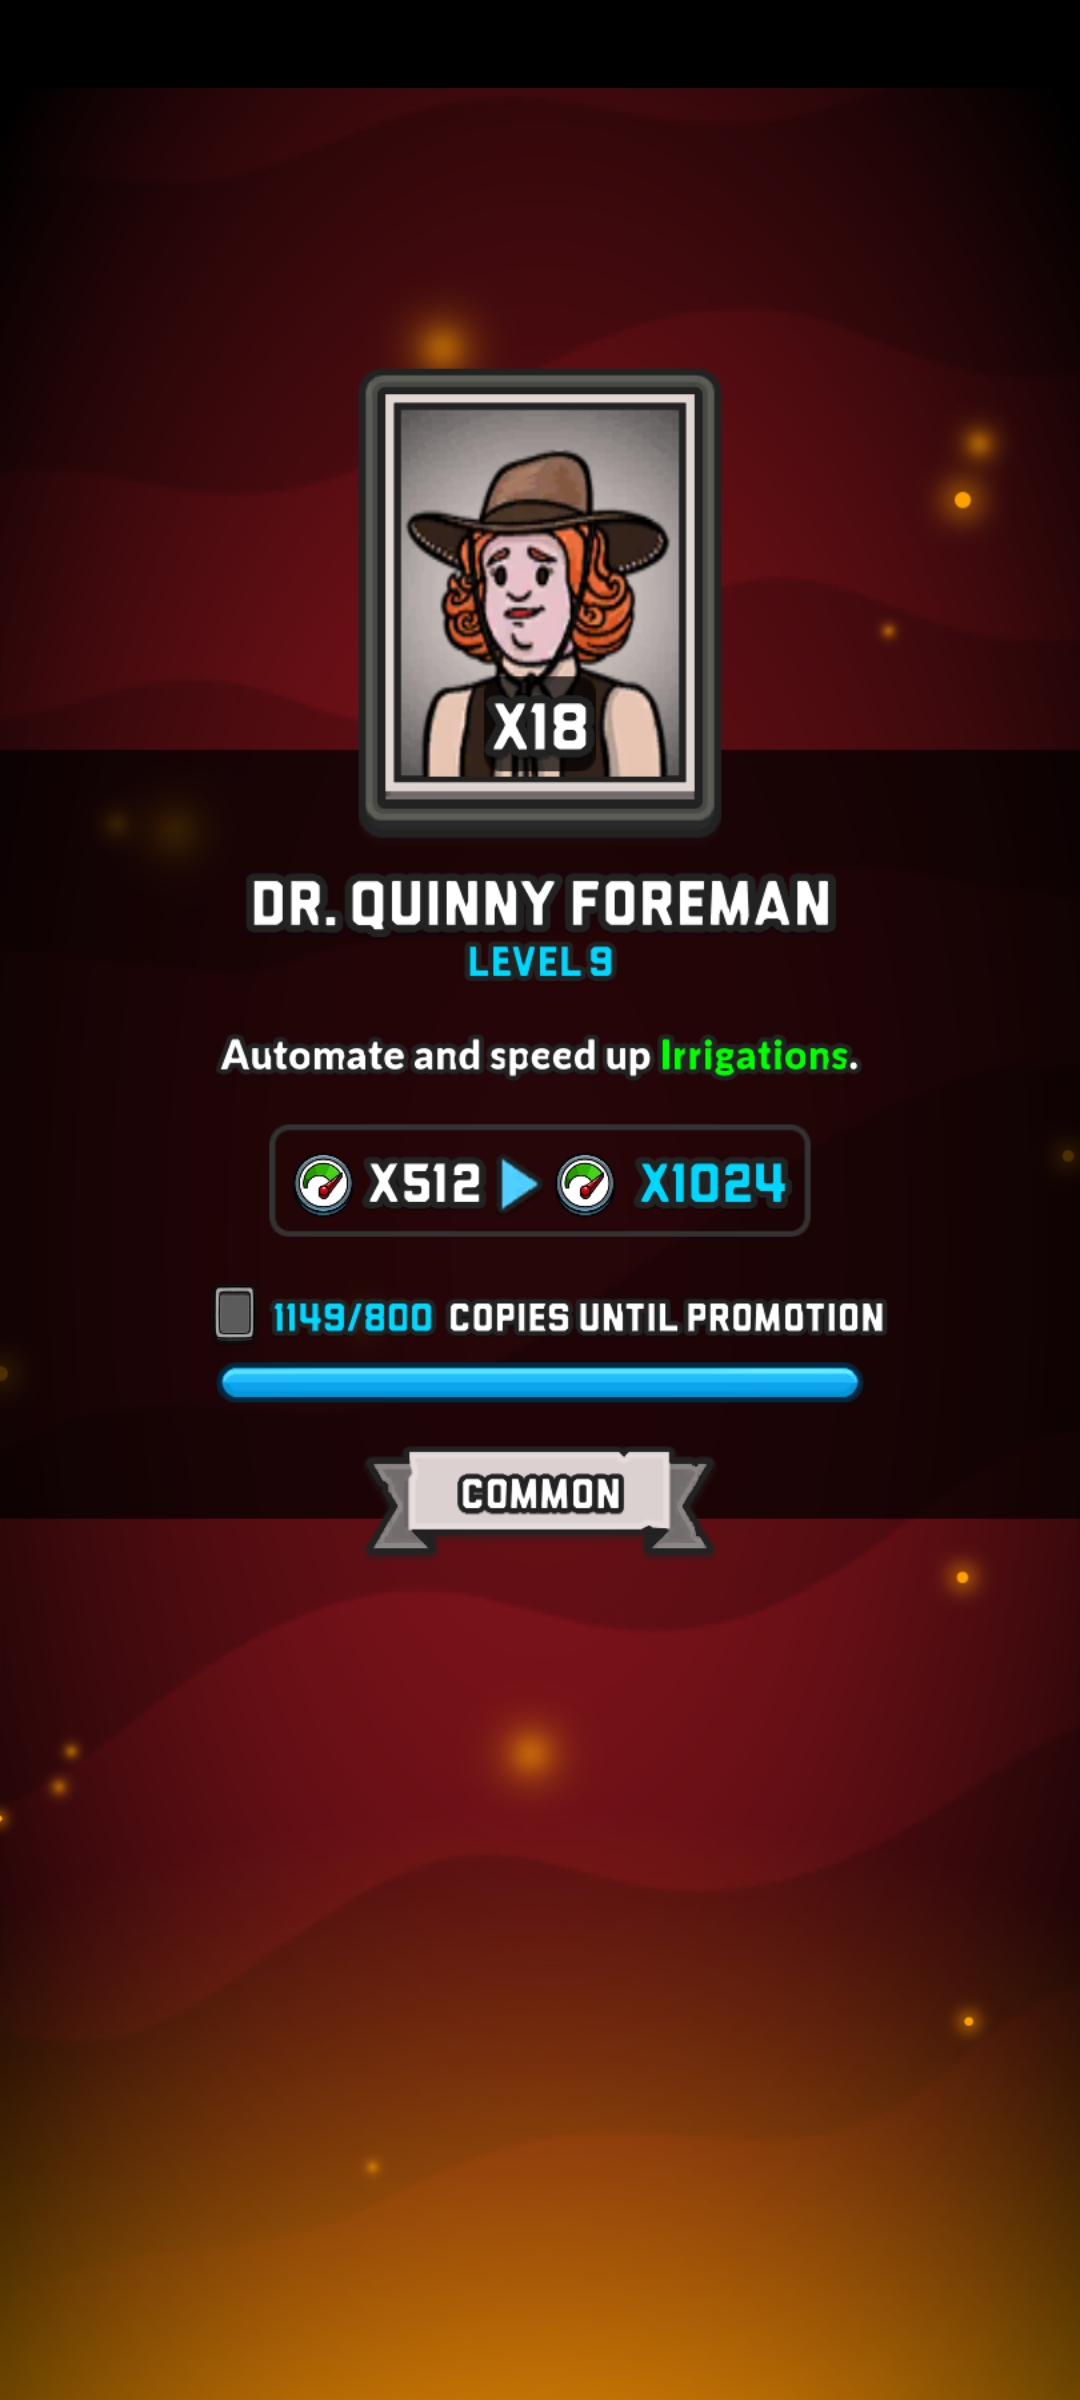 X18
DR. QUINNY FOREMAN
LEVEL 9
Automate and speed up Irrigations.
X512 X1024
1149/800 COPIES UNTIL PROMOTION
COMMON